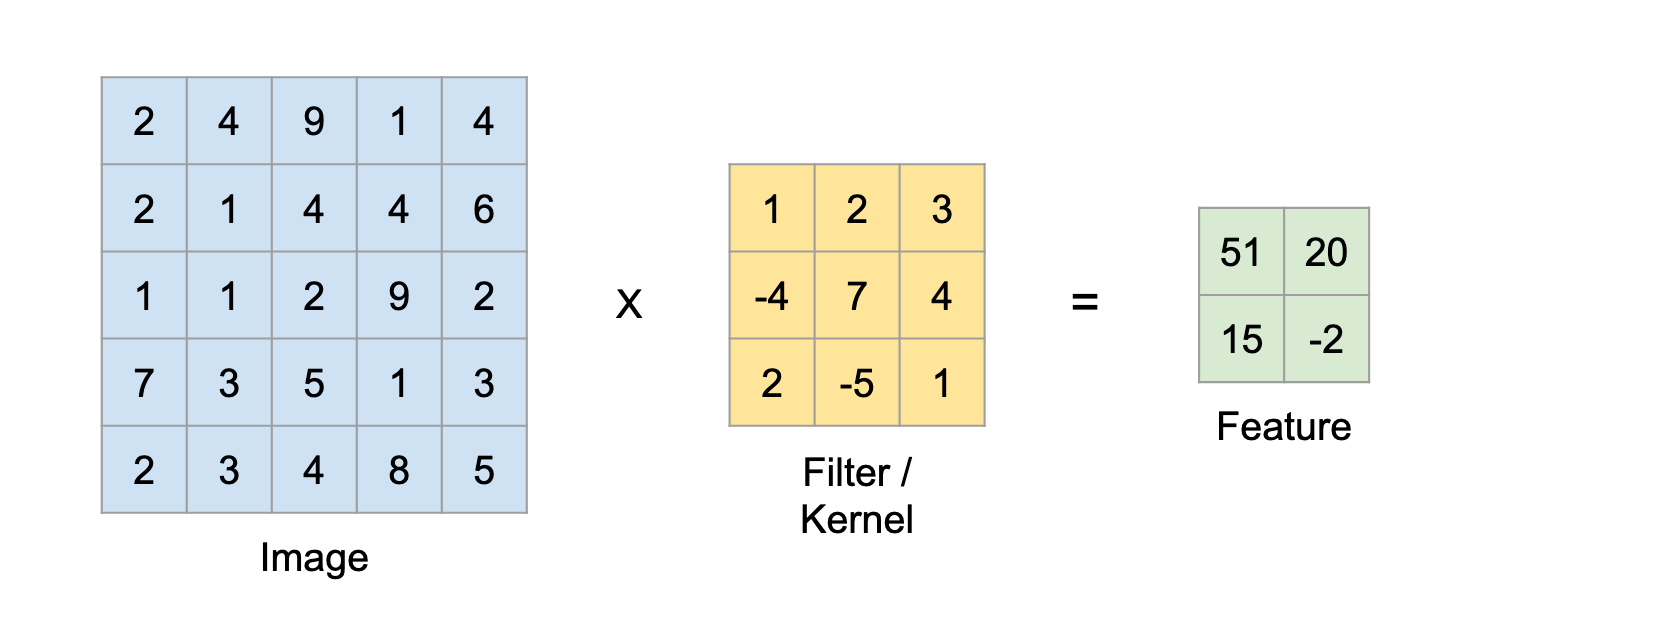 2 4 9 1 4
2 1 4 4 6
1 1 2 9 2
7 3 5 1 3
2 3 4 8 5
Image
x
1 2 3
-4 7 4
2 -5 1
Filter /
Kernel
=
51 20
15 -2
Feature